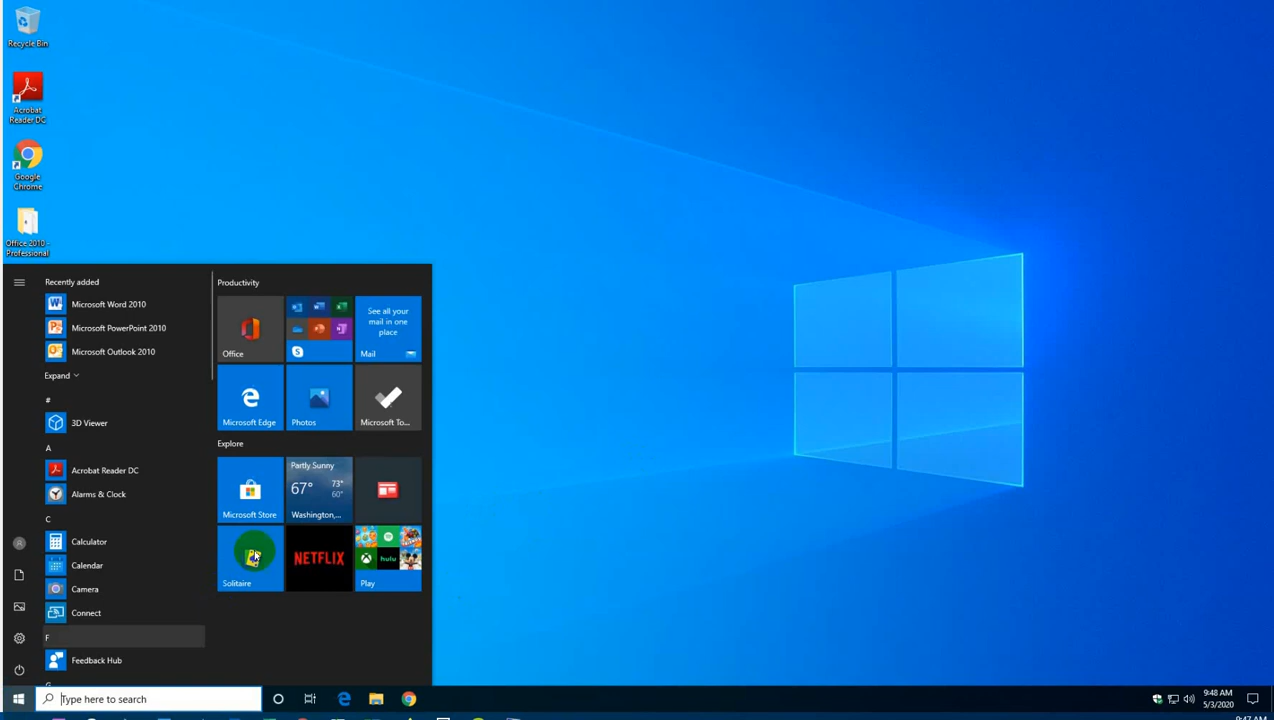 Recycle Bin
Acrobat
Reader DC
Google
Chrome
Office 2010 -
Professional
Recently added
Microsoft Word 2010
Microsoft PowerPoint 2010
Microsoft Outlook 2010
Expand
#
3D Viewer
A
Acrobat Reader DC
Alarms & Clock
C
Calculator
Calendar
Camera
Connect
F
Feedback Hub
Productivity
Office
See all your
mail in one
place
Mail
Microsoft Edge
Photos
Microsoft To...
Explore
Microsoft Store
Partly Sunny
67° 73°
60°
Washington,...
Solitaire
NETFLIX
hulu
Play
Type here to search
9:48 AM
5/3/2020